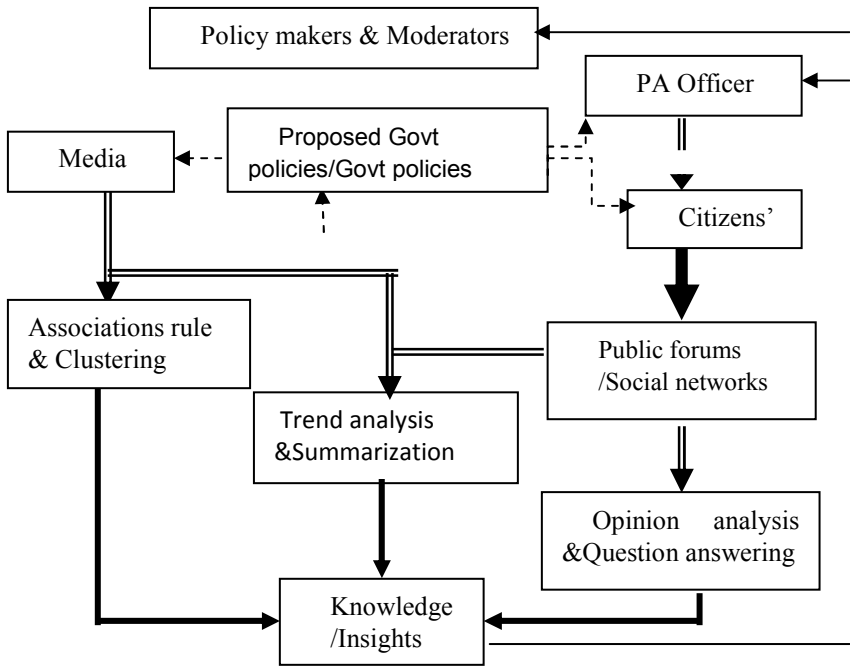 Policy makers & Moderators
PA Officer
Proposed Govt
policies/Govt policies
Media
Citizens’
Associations rule
& Clustering
Public forums
/Social networks
Trend analysis
&Summarization
Opinion analysis
&Question answering
Knowledge
/Insights